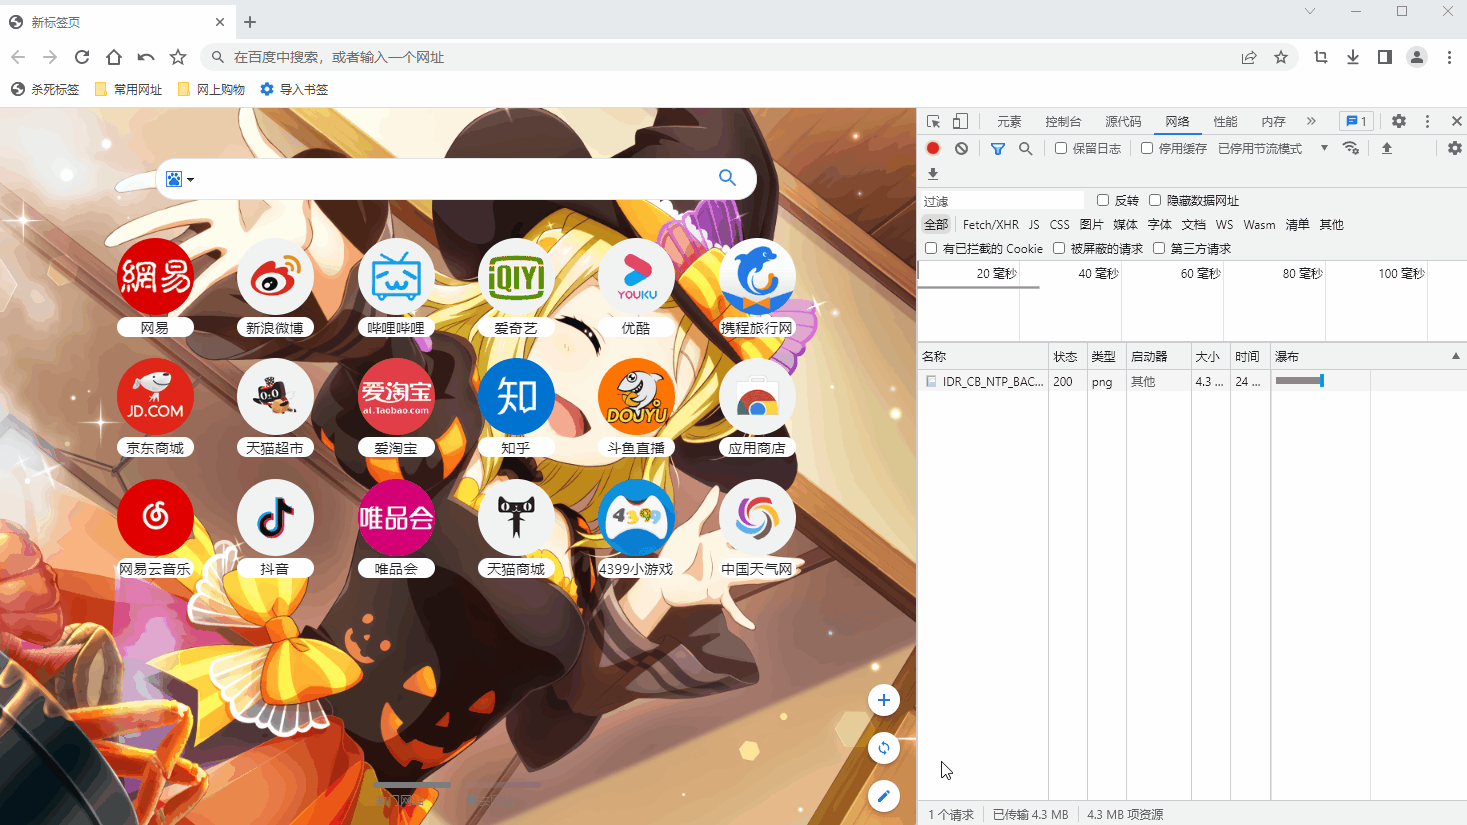 新标签页
在百度中搜索，或者输入一个网址
杀死标签 常用网址 网上购物 导入书签
元素 控制台 源代码 网络 性能 内存 » 1
保留日志 停用缓存 已停用节流模式
过滤 反转 隐藏数据网址
全部 Fetch/XHR JS CSS 图片 媒体 字体 文档 WS Wasm 清单 其他
有已拦截的 Cookie 被屏蔽的请求 第三方请求
20 毫秒 40 毫秒 60 毫秒 80 毫秒 100 毫秒
名称 状态 类型 启动器 大小 时间 瀑布
IDR_CB_NTP_BAC... 200 png 其他 4.3 ... 24 ...
網易 iQIYI YOUKU
网易 新浪微博 哔哩哔哩 爱奇艺 优酷 携程旅行网
JD.COM 爱淘宝 ai.TaoBao.com 知 DOUYU
京东商城 天猫超市 爱淘宝 知乎 斗鱼直播 应用商店
唯品会 4399
网易云音乐 抖音 唯品会 天猫商城 4399小游戏 中国天气网
1 个请求 已传输 4.3 MB 4.3 MB 项资源